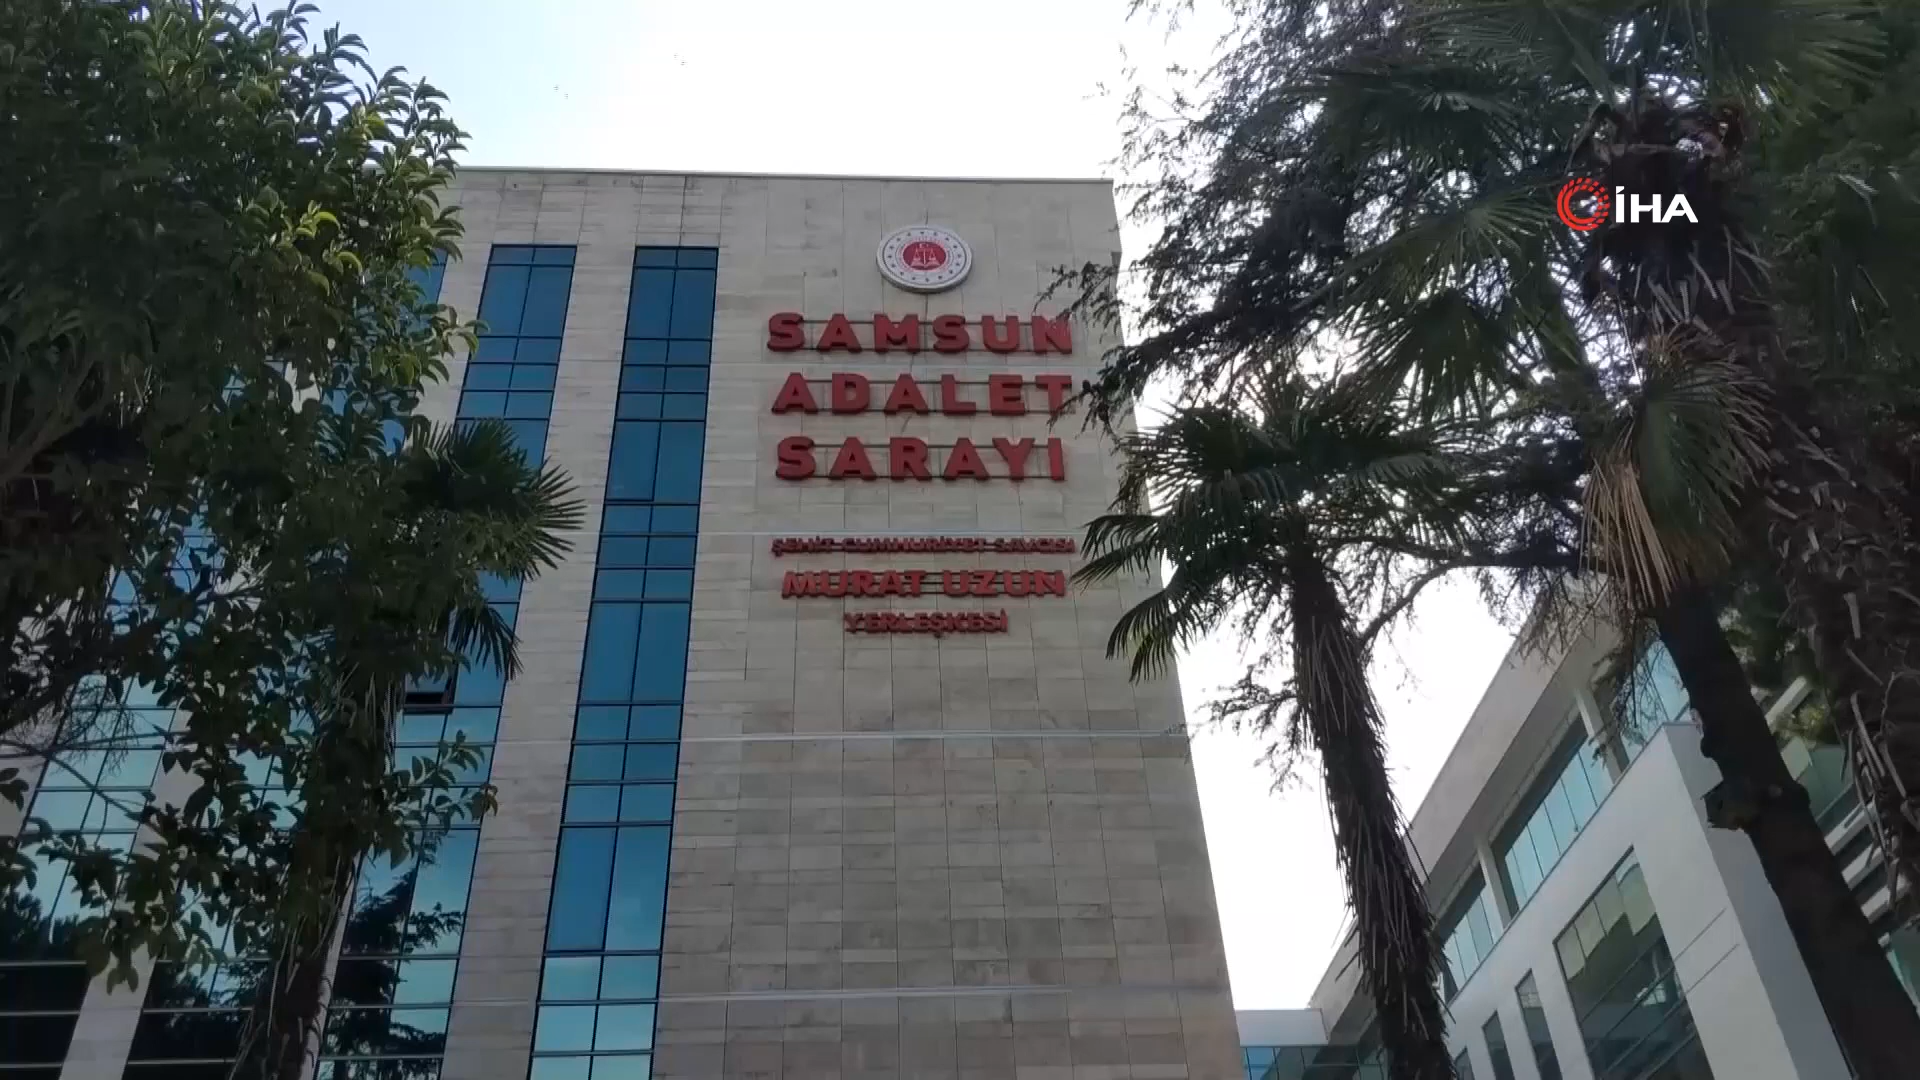 İHA
SAMSUN
ADALET
SARAYI
ŞEHİT CUMHURİYET SAVCISI
MURAT UZUN
YERLEŞKESİ